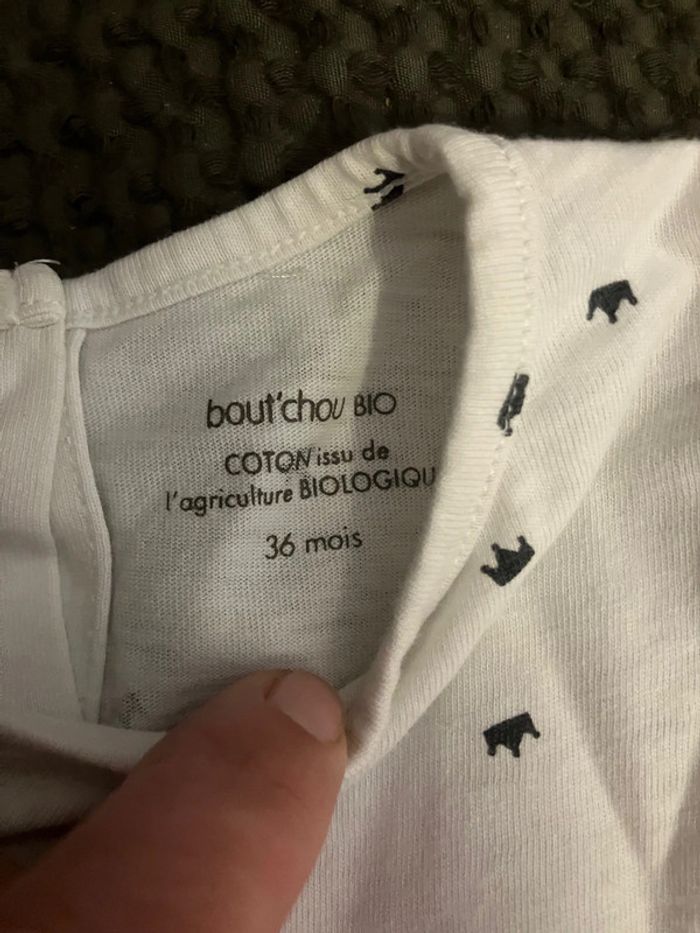 bout'chou BIO
COTON issu de
l'agriculture BIOLOGIQU
36 mois